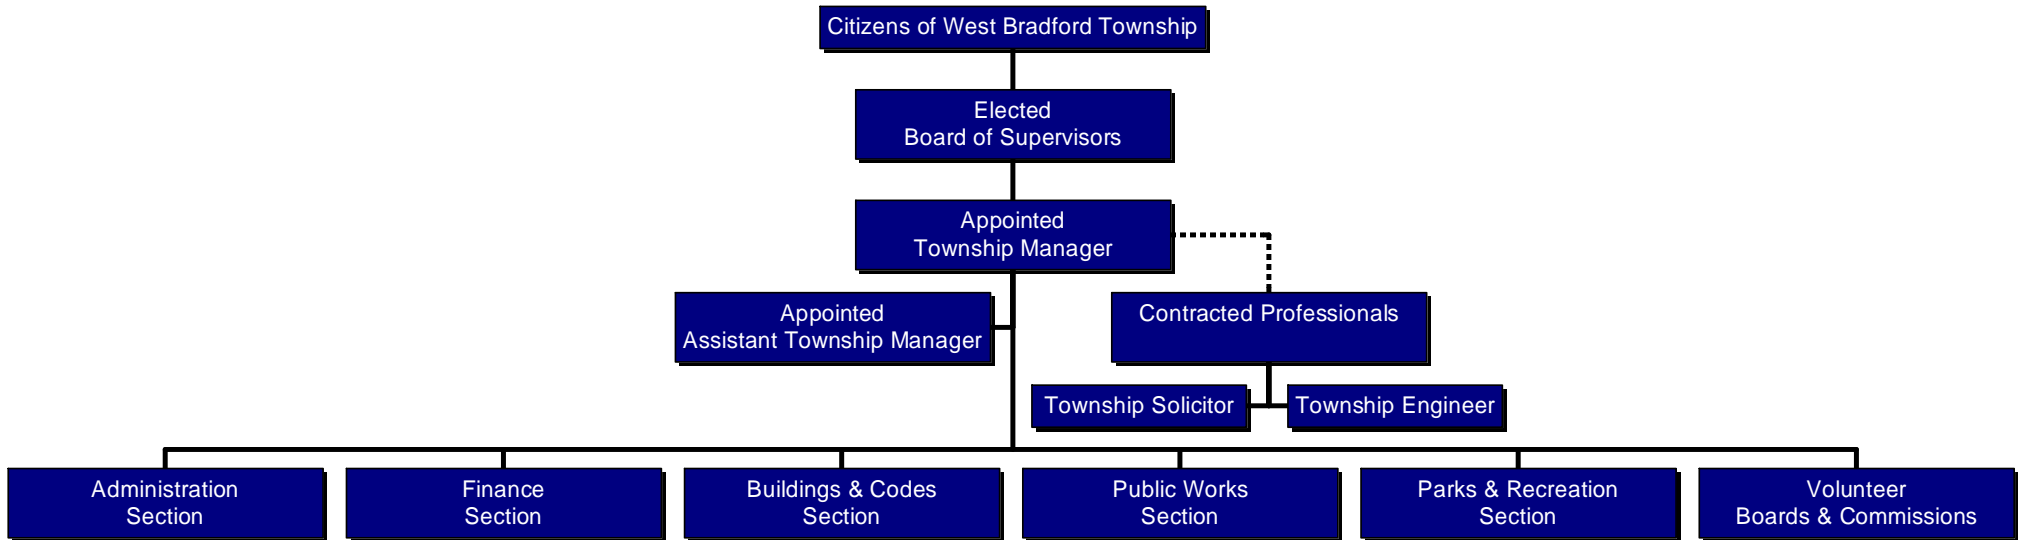 Citizens of West Bradford Township
Elected
Board of Supervisors
Appointed
Township Manager
Appointed
Assistant Township Manager
Contracted Professionals
Township Solicitor
Township Engineer
Administration
Section
Finance
Section
Buildings & Codes
Section
Public Works
Section
Parks & Recreation
Section
Volunteer
Boards & Commissions